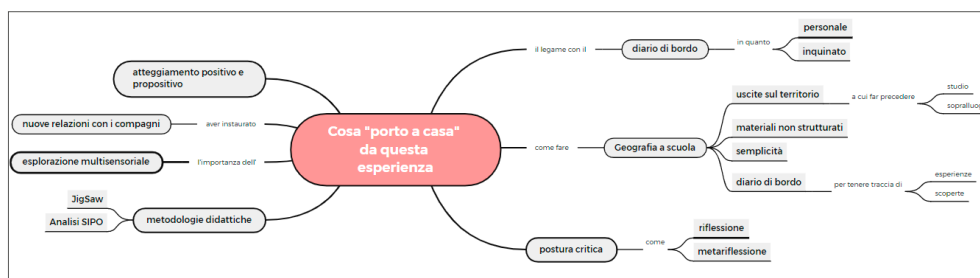 Cosa "porto a casa"
da questa
esperienza
atteggiamento positivo e
propositivo
aver instaurato
nuove relazioni con i compagni
l'importanza dell'
esplorazione multisensoriale
metodologie didattiche
JigSaw
Analisi SIPO
il legame con il
diario di bordo
in quanto
personale
inquinato
come fare
Geografia a scuola
uscite sul territorio
a cui far precedere
studio
sopralluog
materiali non strutturati
semplicità
diario di bordo
per tenere traccia di
esperienze
scoperte
postura critica
come
riflessione
metariflessione